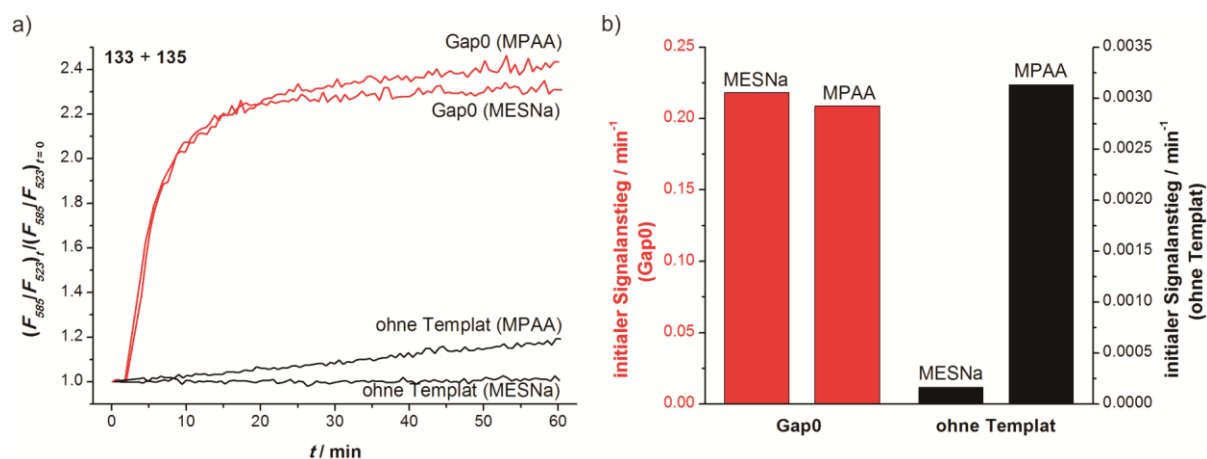 a)
133 + 135
Gap0 (MPAA)
Gap0 (MESNa)
ohne Templat (MPAA)
ohne Templat (MESNa)
(F585/F523)t/(F585/F523)t = 0
2.4
2.2
2.0
1.8
1.6
1.4
1.2
1.0
0
10
20
30
40
50
60
t / min
b)
initialer Signalanstieg / min-1
(Gap0)
0.25
0.20
0.15
0.10
0.05
0.00
MESNa
MPAA
MESNa
MPAA
Gap0
ohne Templat
0.0035
0.0030
0.0025
0.0020
0.0015
0.0010
0.0005
0.0000
initialer Signalanstieg / min-1
(ohne Templat)